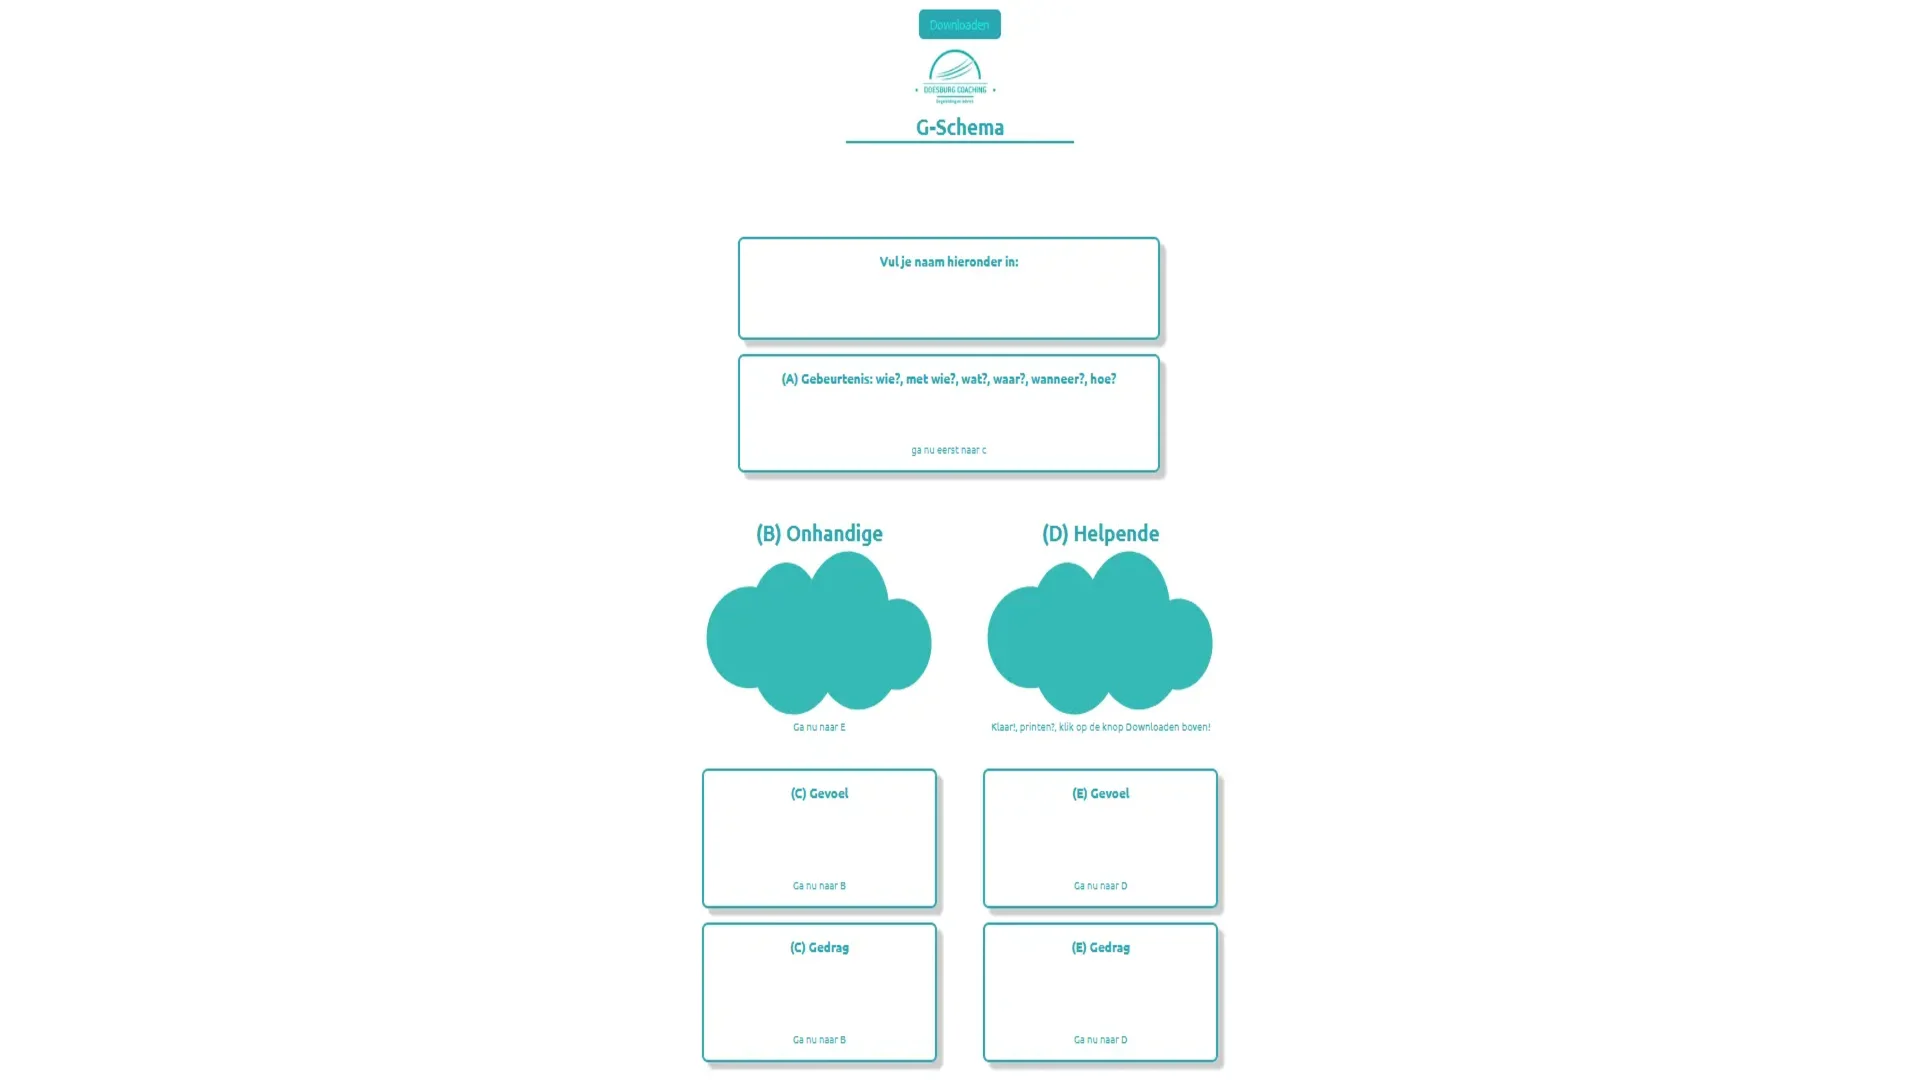 Downloaden
DOESBURG COACHING
G-Schema
Vul je naam hieronder in:
(A) Gebeurtenis: wie?, met wie?, wat?, waar?, wanneer?, hoe?
ga nu eerst naar c
(B) Onhandige
(D) Helpende
Ga nu naar E
Klaar!, printen?, klik op de knop Downloaden boven!
(C) Gevoel
Ga nu naar B
(E) Gevoel
Ga nu naar D
(C) Gedrag
Ga nu naar B
(E) Gedrag
Ga nu naar D